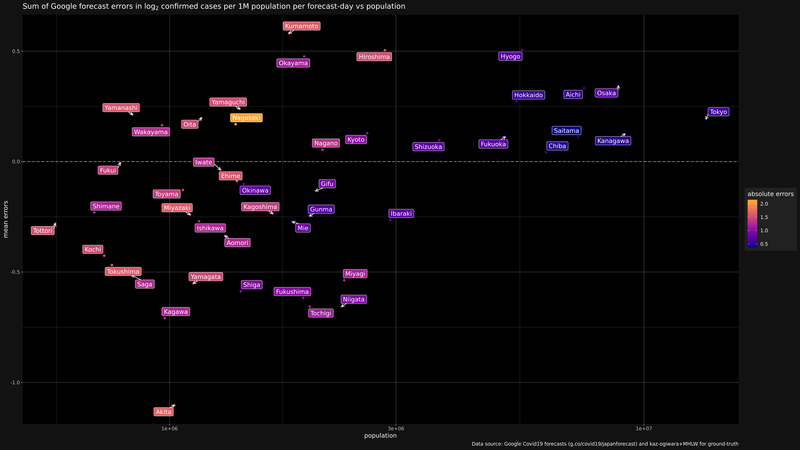 Sum of Google forecast errors in log₂ confirmed cases per 1M population per forecast-day vs population
Kumamoto
0.5
Hiroshima
Hyogo
Okayama
Hokkaido
Aichi
Osaka
Yamanashi
Yamaguchi
Tokyo
Nagasaki
Oita
Wakayama
Saitama
Kyoto
Kanagawa
Nagano
Fukuoka
Shizuoka
Chiba
0.0
Iwate
Fukui
Ehime
Gifu
Okinawa
Toyama
absolute errors
2.0
1.5
1.0
0.5
Shimane
Miyazaki
Kagoshima
Gunma
Ibaraki
mean errors
Tottori
Ishikawa
Mie
Aomori
Kochi
-0.5
Tokushima
Yamagata
Miyagi
Saga
Shiga
Fukushima
Niigata
Kagawa
Tochigi
-1.0
Akita
1e+06
3e+06
1e+07
population
Data source: Google Covid19 forecasts (g.co/covid19/japanforecast) and kaz-ogiwara+MHLW for ground-truth